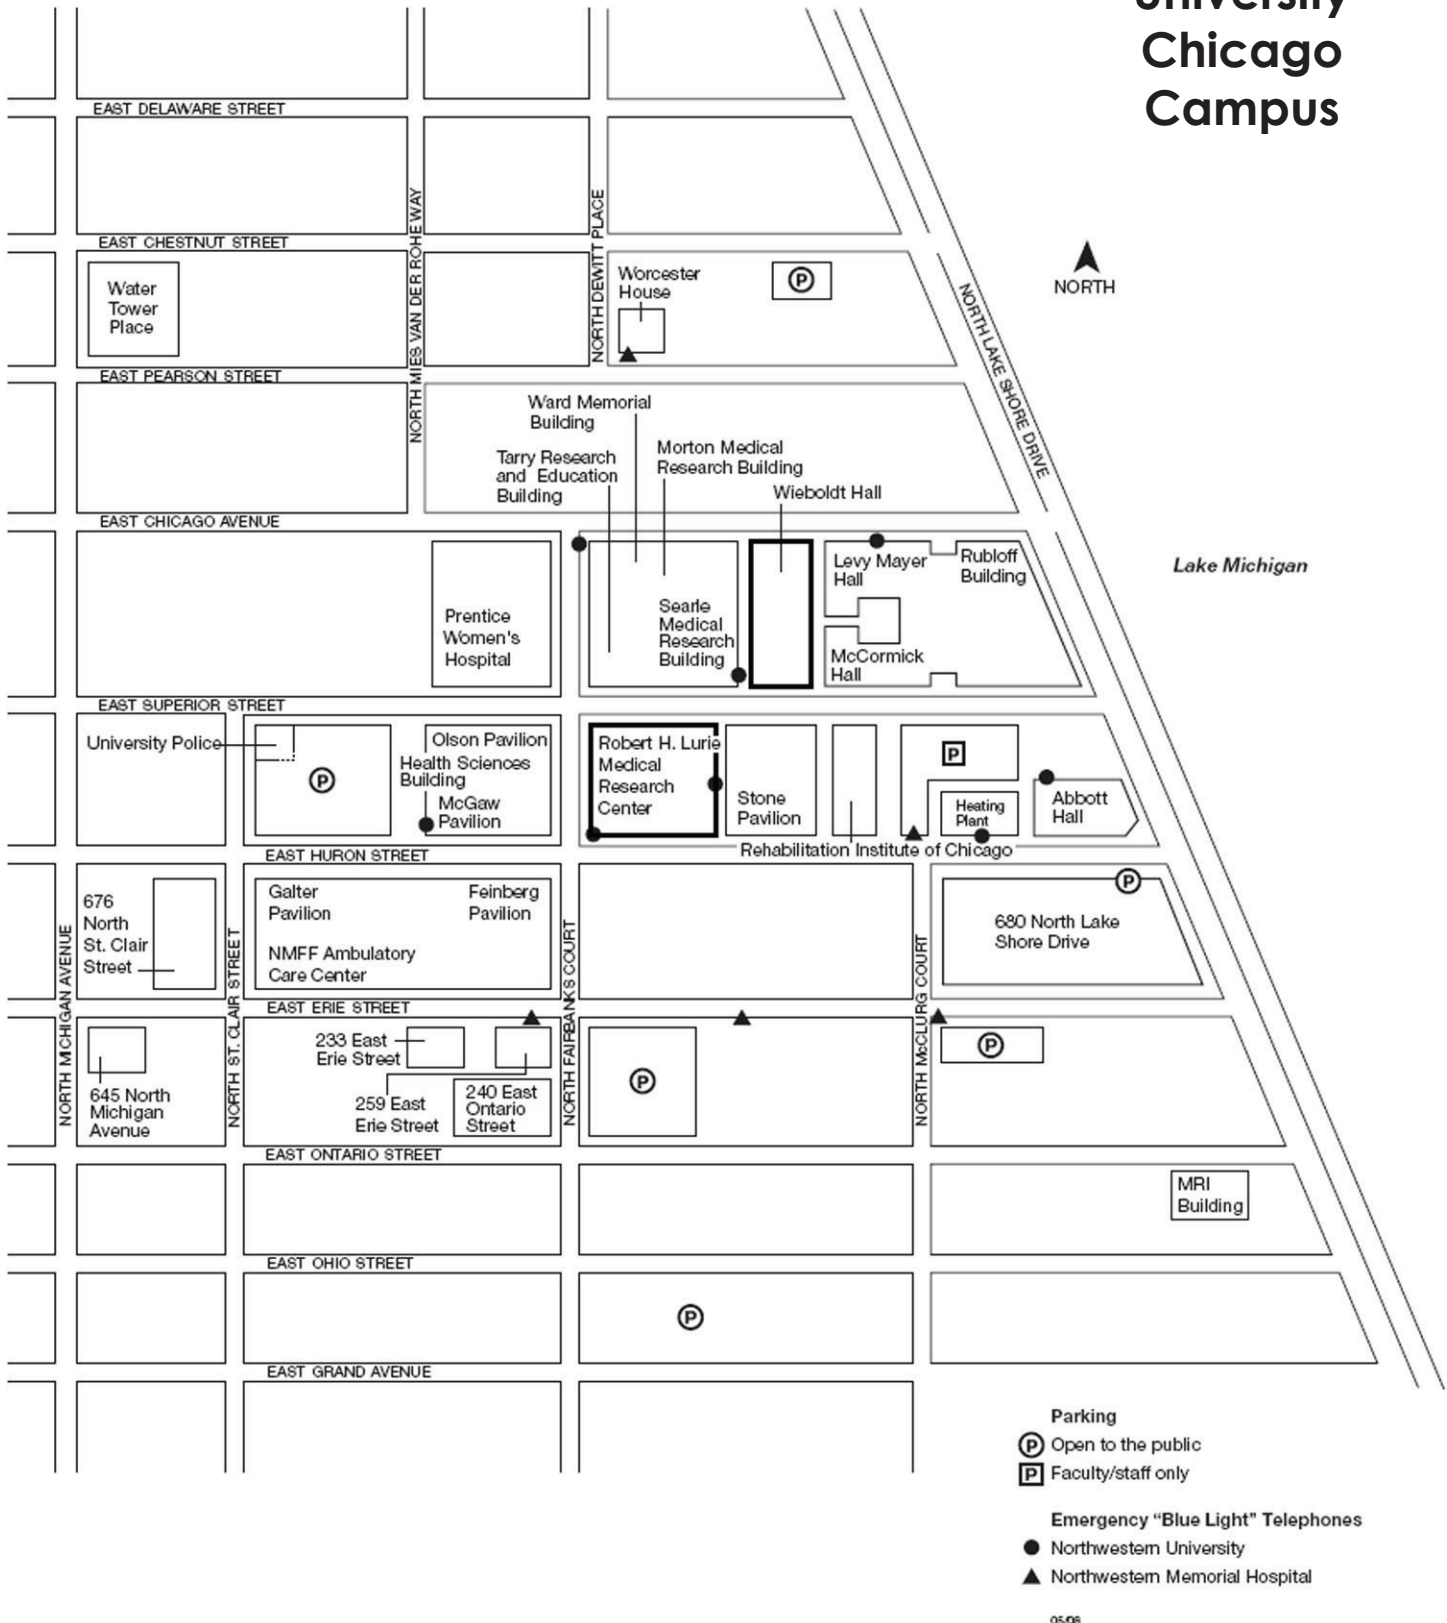 University
Chicago
Campus
EAST DELAWARE STREET
NORTH MIES VAN DER ROHE WAY
NORTH DEWITT PLACE
EAST CHESTNUT STREET
Water
Tower
Place
Worcester
House
P
NORTH
NORTH LAKE SHORE DRIVE
EAST PEARSON STREET
Ward Memorial
Building
Tarry Research
and Education
Building
Morton Medical
Research Building
Wieboldt Hall
EAST CHICAGO AVENUE
Prentice
Women's
Hospital
Searle
Medical
Research
Building
Levy Mayer
Hall
Rubloff
Building
McCormick
Hall
Lake Michigan
EAST SUPERIOR STREET
University Police
P
Olson Pavilion
Health Sciences
Building
McGaw
Pavilion
Robert H. Lurie
Medical
Research
Center
Stone
Pavilion
P
Heating
Plant
Abbott
Hall
Rehabilitation Institute of Chicago
EAST HURON STREET
676
North
St. Clair
Street
Galter
Pavilion
Feinberg
Pavilion
NMFF Ambulatory
Care Center
P
680 North Lake
Shore Drive
NORTH MICHIGAN AVENUE
NORTH ST. CLAIR STREET
NORTH FAIRBANKS COURT
NORTH McCLURG COURT
EAST ERIE STREET
645 North
Michigan
Avenue
233 East
Erie Street
259 East
Erie Street
240 East
Ontario
Street
P
P
EAST ONTARIO STREET
MRI
Building
EAST OHIO STREET
P
EAST GRAND AVENUE
Parking
P Open to the public
P Faculty/staff only
Emergency “Blue Light” Telephones
Northwestern University
Northwestern Memorial Hospital
05/98